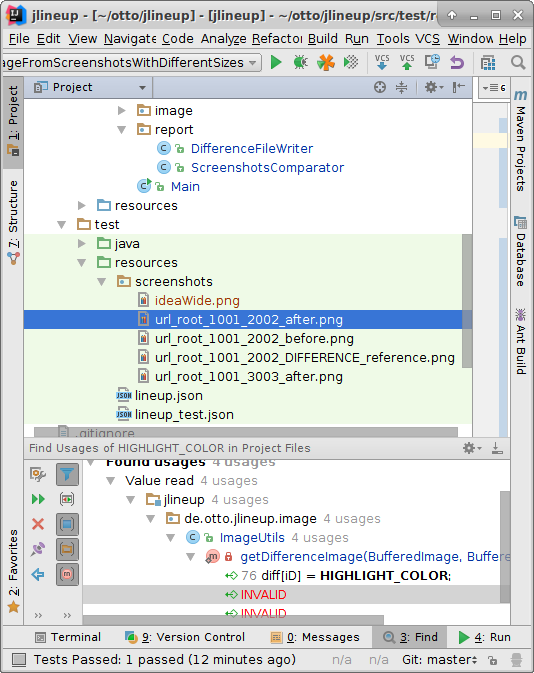 jlineup - [~/otto/jlineup] - [jlineup] - ~/otto/jlineup/src/test/re
File Edit View Navigate Code Analyze Refactor Build Run Tools VCS Window Help
ageFromScreenshotsWithDifferentSizes
VCS VCS
1: Project
7: Structure
2: Favorites
Project
image
report
DifferenceFileWriter
ScreenshotsComparator
Main
resources
test
java
resources
screenshots
ideaWide.png
url_root_1001_2002_after.png
url_root_1001_2002_before.png
url_root_1001_2002_DIFFERENCE_reference.png
url_root_1001_3003_after.png
lineup.json
lineup_test.json
.gitignore
6
Maven Projects
Database
Ant Build
Find Usages of HIGHLIGHT_COLOR in Project Files
Found usages 4 usages
Value read 4 usages
jlineup 4 usages
de.otto.jlineup.image 4 usages
ImageUtils 4 usages
getDifferenceImage(BufferedImage, Buffere
76 diff[iD] = HIGHLIGHT_COLOR;
INVALID
INVALID
Terminal 9: Version Control 0: Messages 3: Find 4: Run
Tests Passed: 1 passed (12 minutes ago) n/a n/a Git: master